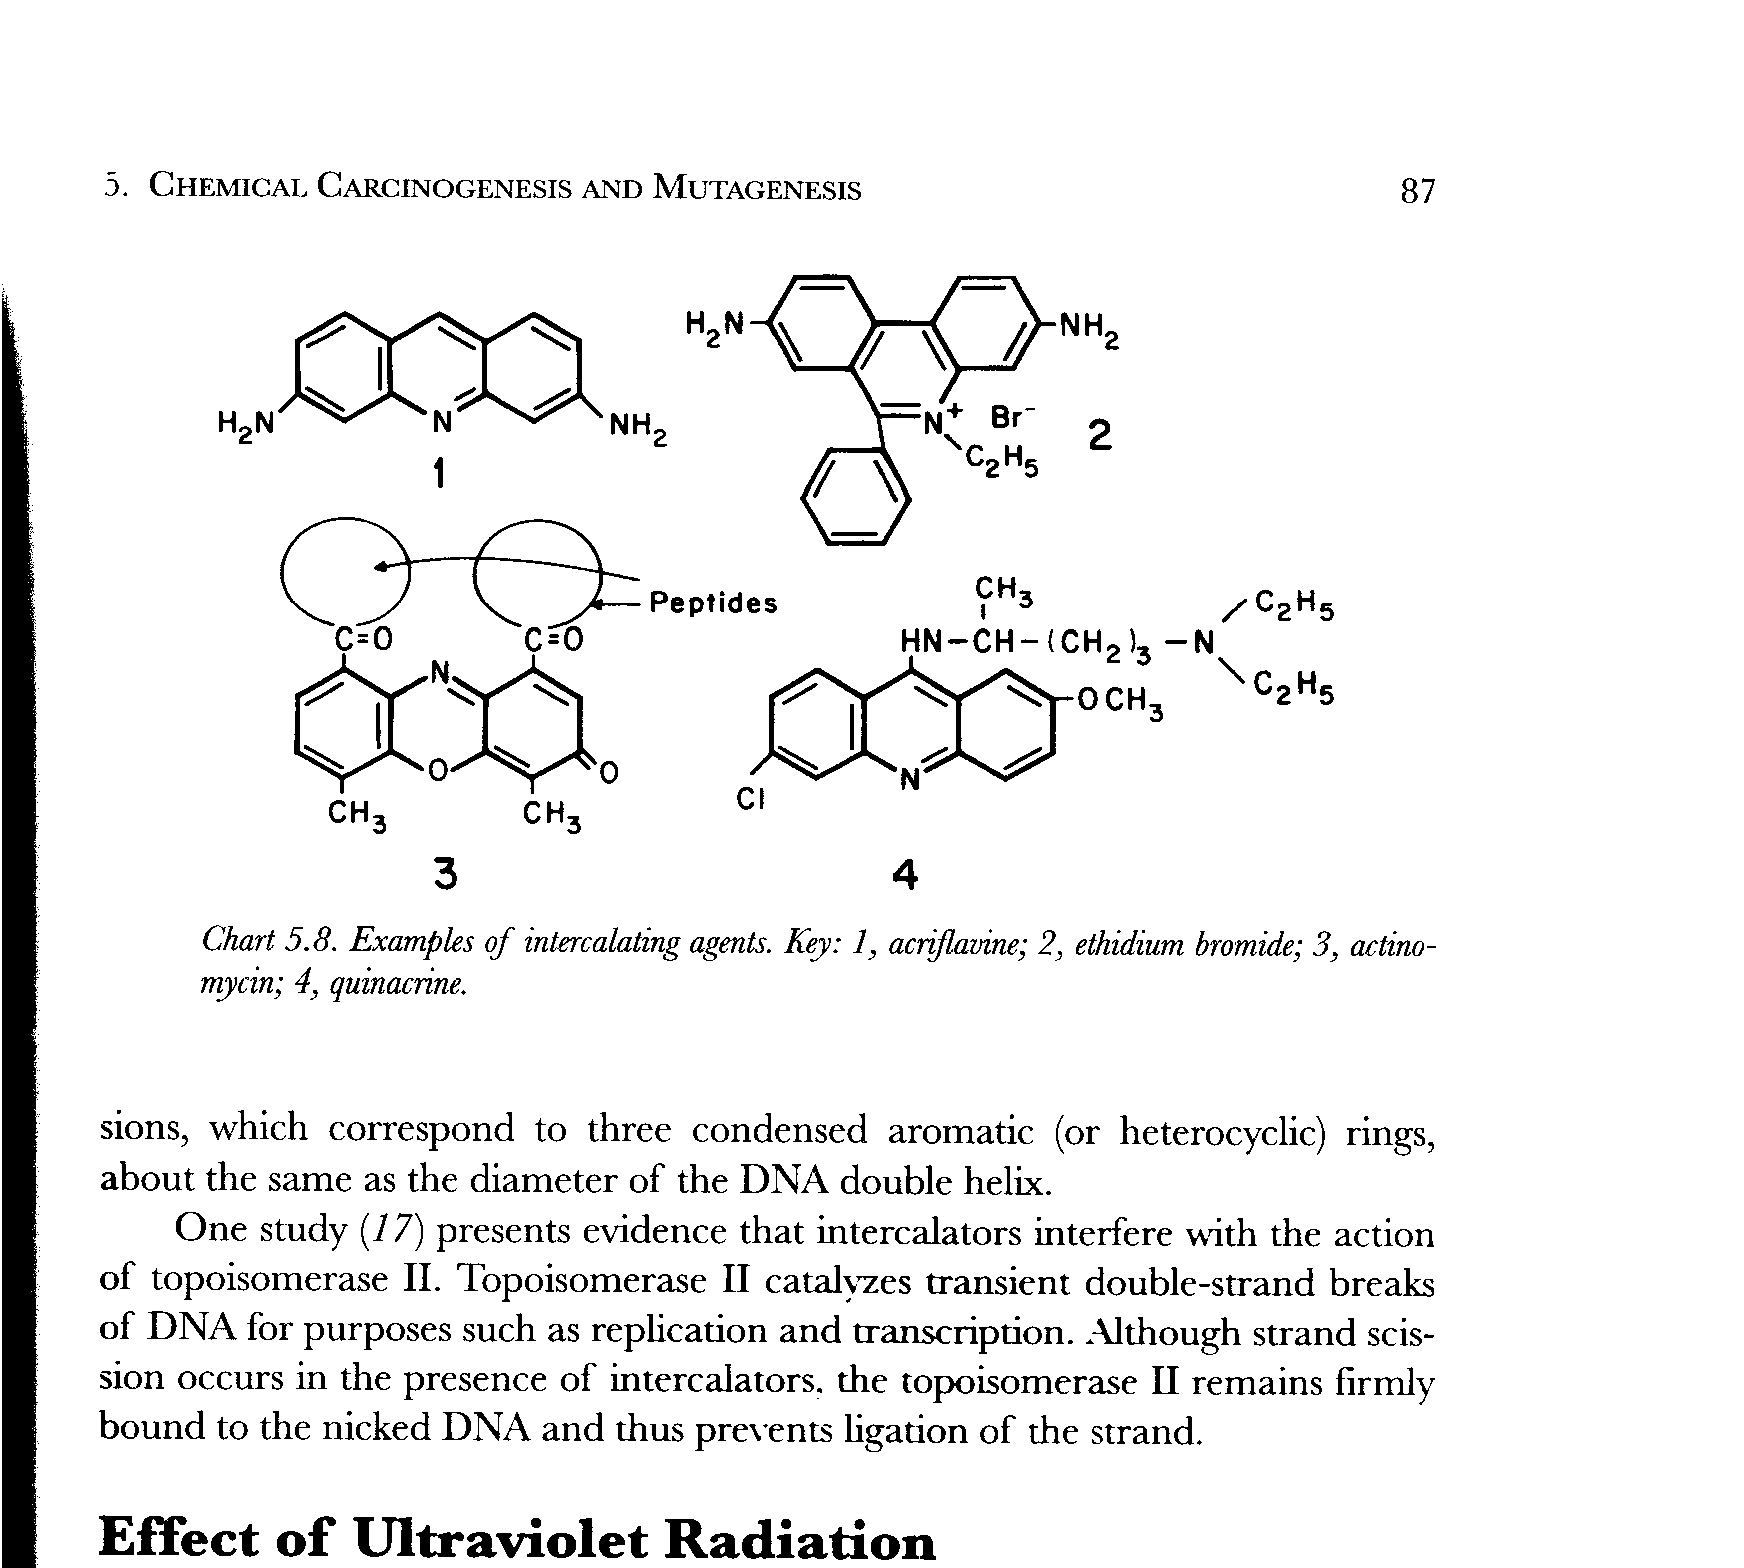 5. CHEMICAL CARCINOGENESIS AND MUTAGENESIS 87
H2N N NH2
1
H2N NH2
N+ Br-
C2H5
2
Peptides
C=O C=O
N
O O
CH3 CH3
3
CH3
HN-CH-(CH2)3-N
C2H5
C2H5
OCH3
N
Cl
4
Chart 5.8. Examples of intercalating agents. Key: 1, acriflavine; 2, ethidium bromide; 3, actino-
mycin; 4, quinacrine.
sions, which correspond to three condensed aromatic (or heterocyclic) rings,
about the same as the diameter of the DNA double helix.
One study (17) presents evidence that intercalators interfere with the action
of topoisomerase II. Topoisomerase II catalyzes transient double-strand breaks
of DNA for purposes such as replication and transcription. Although strand scis-
sion occurs in the presence of intercalators, the topoisomerase II remains firmly
bound to the nicked DNA and thus prevents ligation of the strand.
Effect of Ultraviolet Radiation